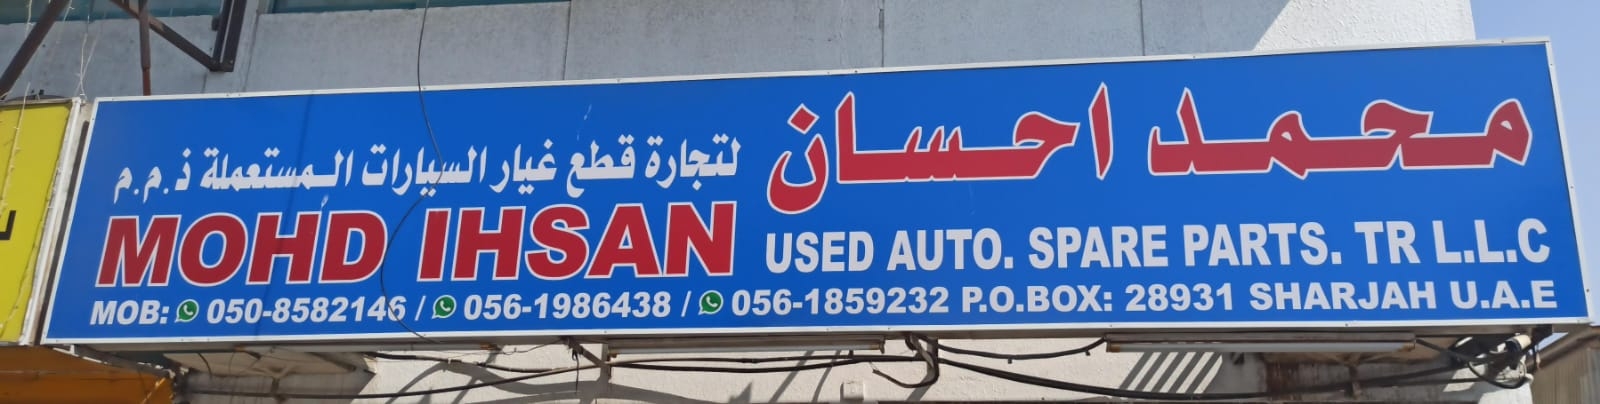 محمد احسان
لتجارة قطع غيار السيارات المستعملة ذ.م.م
MOHD IHSAN
USED AUTO. SPARE PARTS. TR L.L.C
MOB: 050-8582146 / 056-1986438 / 056-1859232 P.O.BOX: 28931 SHARJAH U.A.E